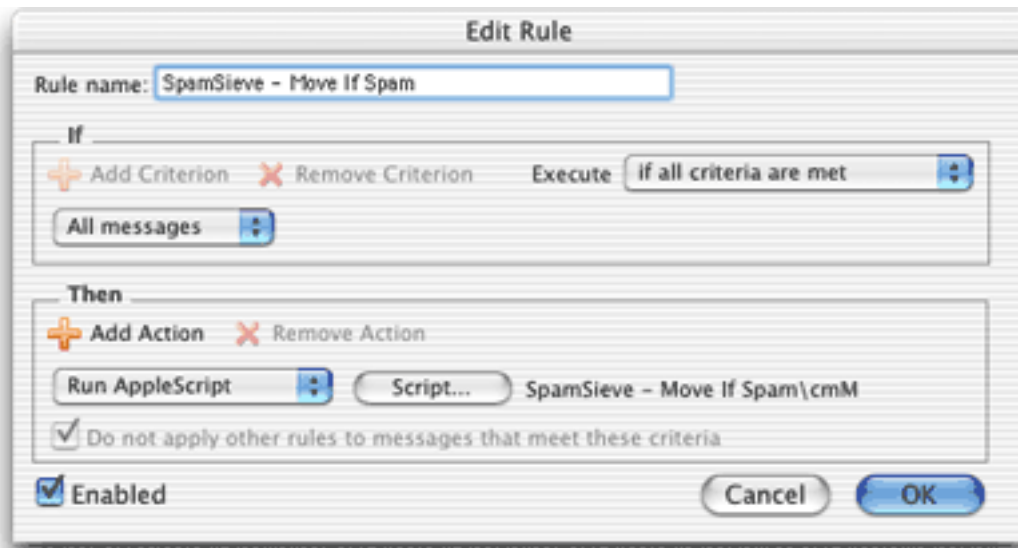 Edit Rule
Rule name: SpamSieve - Move If Spam
If
Add Criterion Remove Criterion Execute if all criteria are met
All messages
Then
Add Action Remove Action
Run AppleScript Script... SpamSieve - Move If Spam\cmM
Do not apply other rules to messages that meet these criteria
Enabled Cancel OK